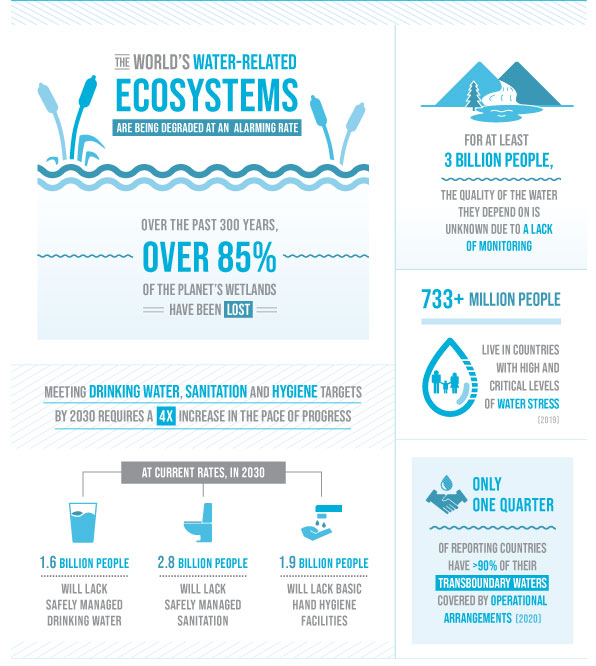 THE WORLD'S WATER-RELATED
ECOSYSTEMS
ARE BEING DEGRADED AT AN ALARMING RATE
OVER THE PAST 300 YEARS,
OVER 85%
OF THE PLANET'S WETLANDS
HAVE BEEN LOST
FOR AT LEAST
3 BILLION PEOPLE,
THE QUALITY OF THE WATER
THEY DEPEND ON IS
UNKNOWN DUE TO A LACK
OF MONITORING
733+ MILLION PEOPLE
LIVE IN COUNTRIES
WITH HIGH AND
CRITICAL LEVELS
OF WATER STRESS
(2019)
MEETING DRINKING WATER, SANITATION AND HYGIENE TARGETS
BY 2030 REQUIRES A 4X INCREASE IN THE PACE OF PROGRESS
AT CURRENT RATES, IN 2030
1.6 BILLION PEOPLE
WILL LACK
SAFELY MANAGED
DRINKING WATER
2.8 BILLION PEOPLE
WILL LACK
SAFELY MANAGED
SANITATION
1.9 BILLION PEOPLE
WILL LACK BASIC
HAND HYGIENE
FACILITIES
ONLY
ONE QUARTER
OF REPORTING COUNTRIES
HAVE >90% OF THEIR
TRANSBOUNDARY WATERS
COVERED BY OPERATIONAL
ARRANGEMENTS (2020)